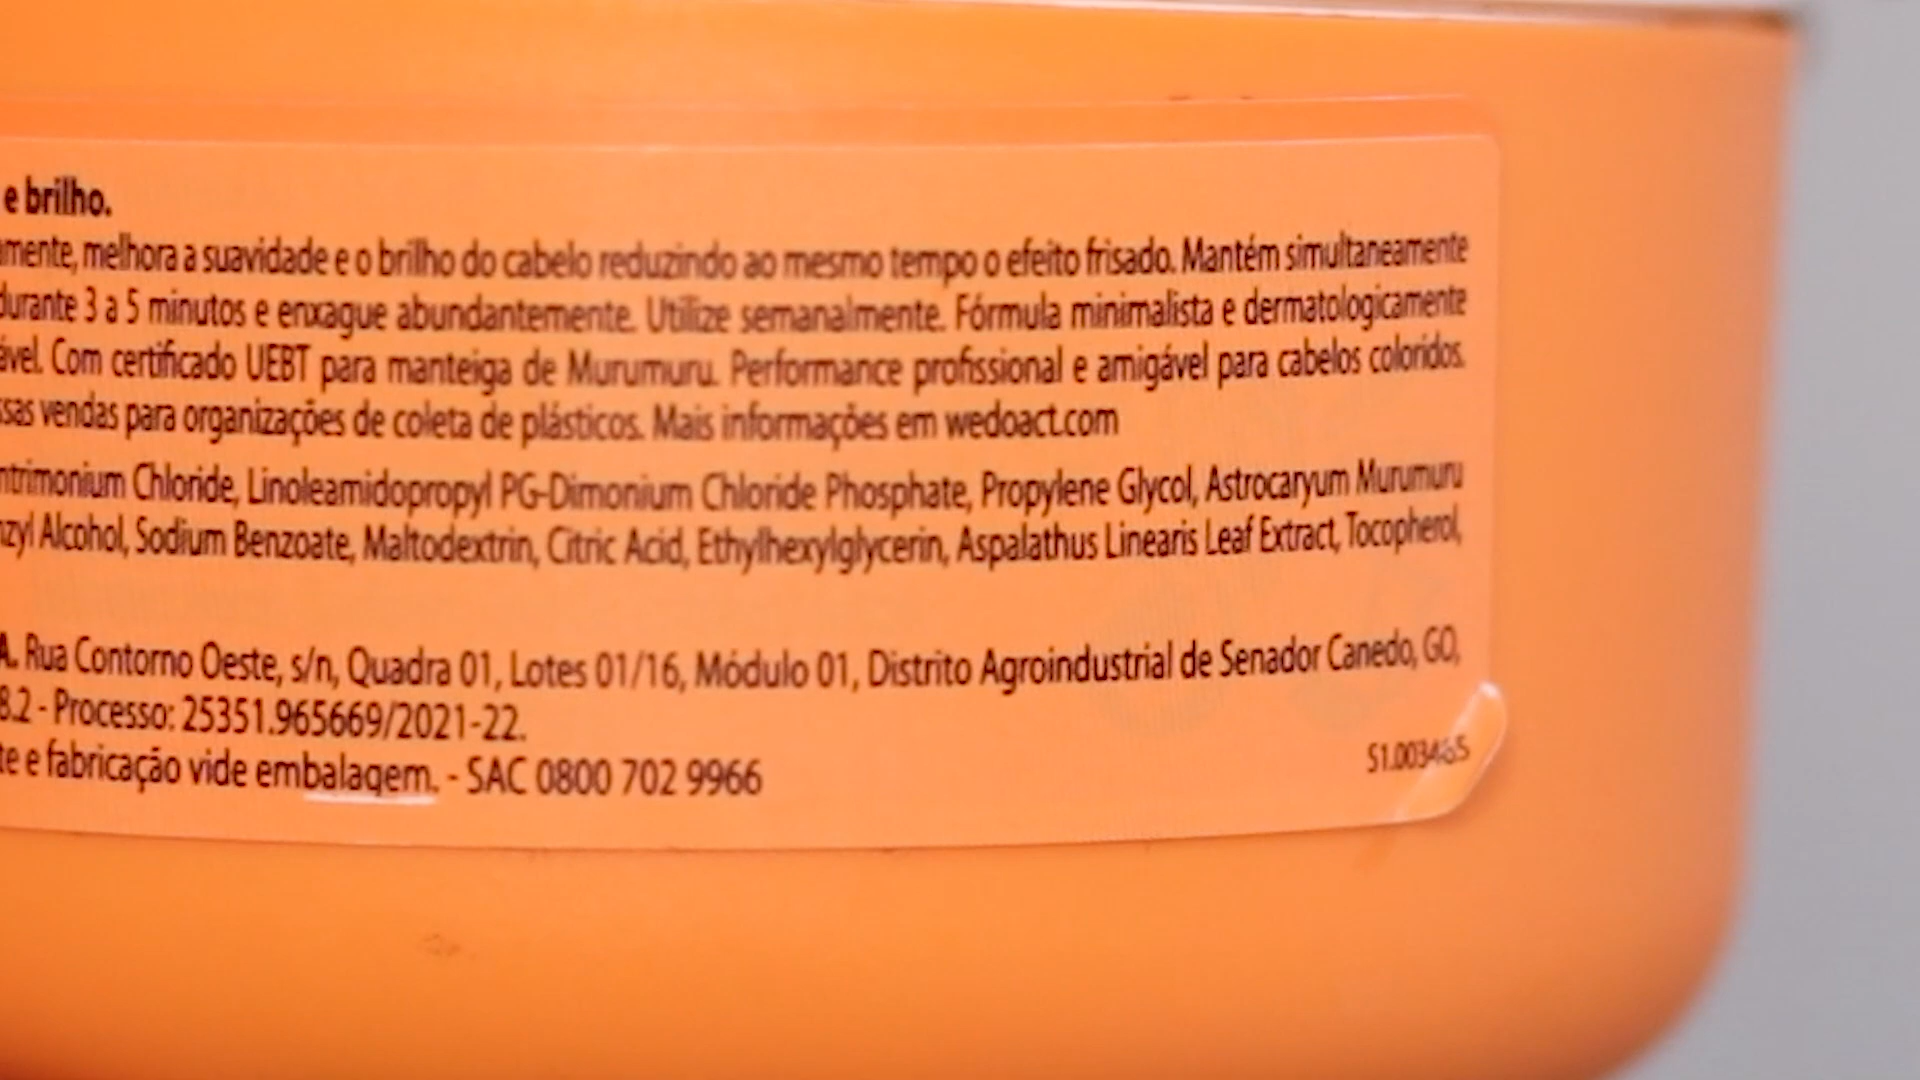 e brilho.
amente, melhora a suavidade e o brilho do cabelo reduzindo ao mesmo tempo o efeito frisado. Mantém simultaneamente
durante 3 a 5 minutos e enxague abundantemente. Utilize semanalmente. Fórmula minimalista e dermatologicamente
ável. Com certificado UEBT para manteiga de Murumuru. Performance profissional e amigável para cabelos coloridos.
ssas vendas para organizações de coleta de plásticos. Mais informações em wedoact.com
ntrimonium Chloride, Linoleamidopropyl PG-Dimonium Chloride Phosphate, Propylene Glycol, Astrocaryum Murumuru
nzyl Alcohol, Sodium Benzoate, Maltodextrin, Citric Acid, Ethylhexylglycerin, Aspalathus Linearis Leaf Extract, Tocopherol,
A. Rua Contorno Oeste, s/n, Quadra 01, Lotes 01/16, Módulo 01, Distrito Agroindustrial de Senador Canedo, GO,
8.2 - Processo: 25351.965669/2021-22.
te e fabricação vide embalagem. - SAC 0800 702 9966